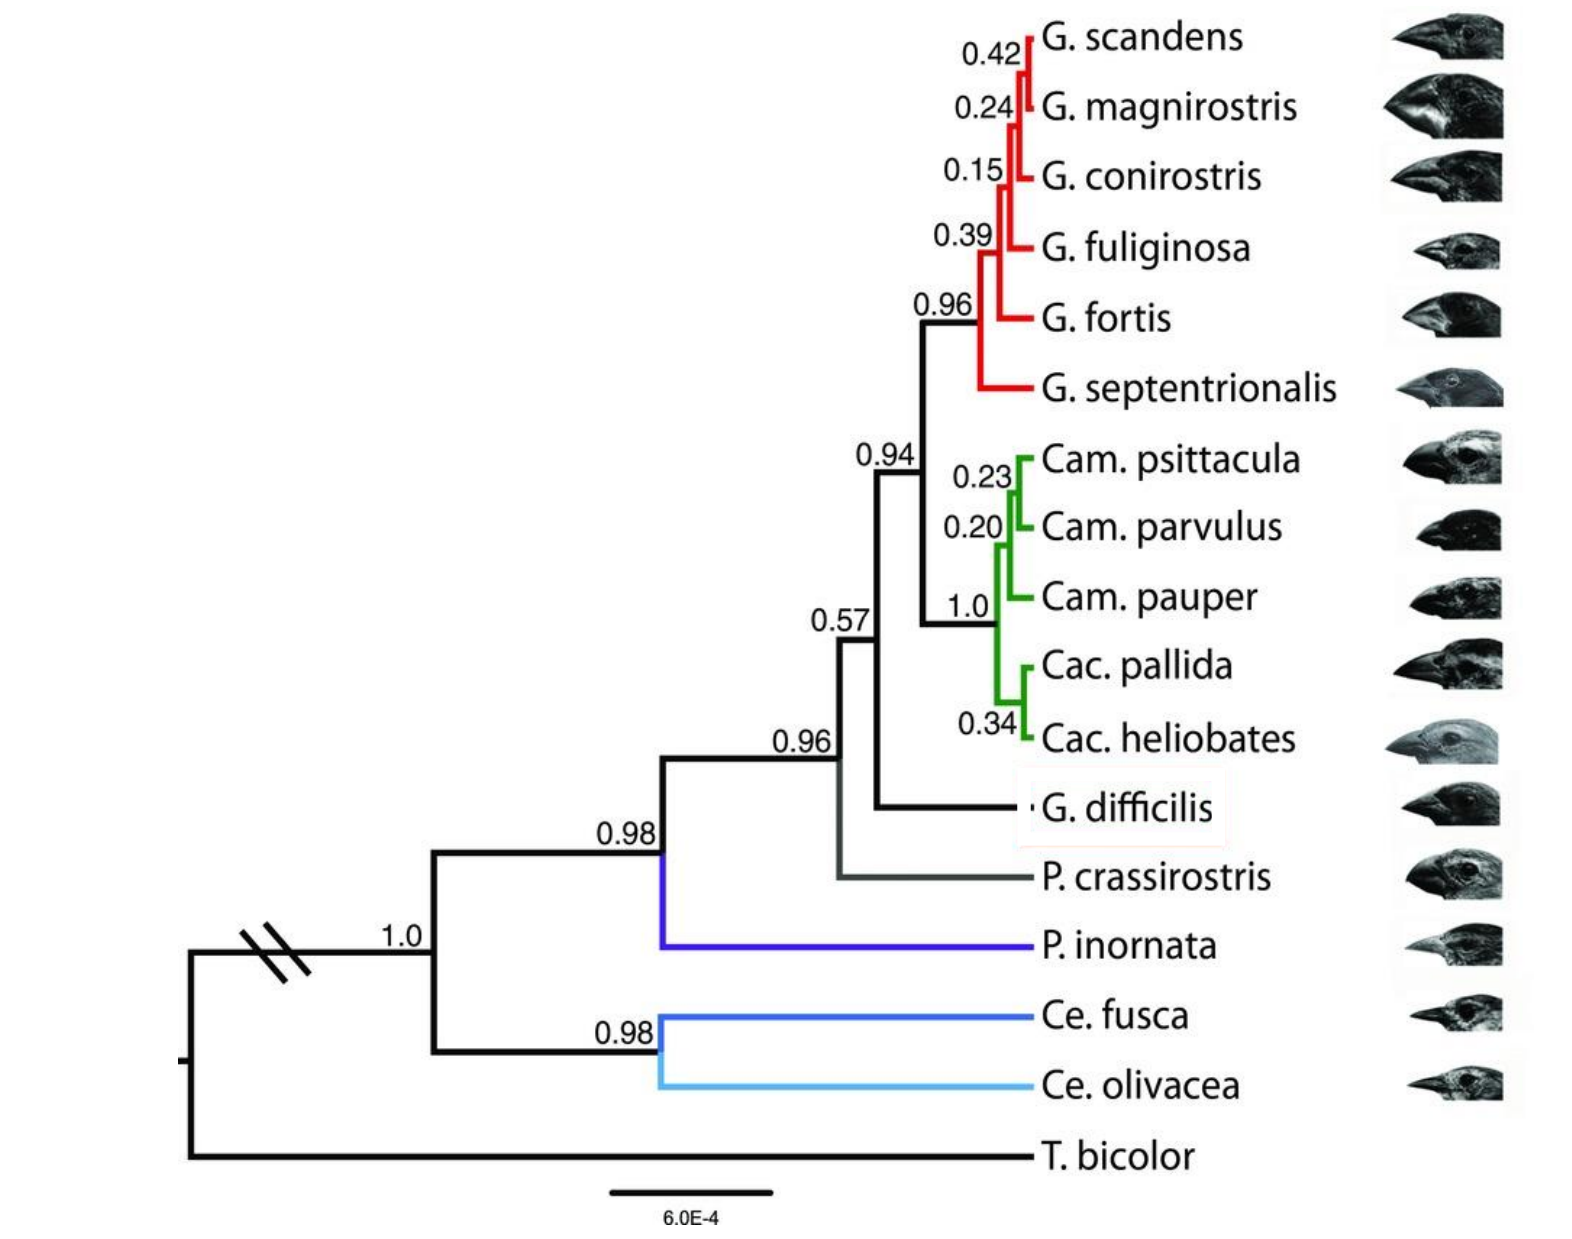 0.42
G. scandens
0.24
G. magnirostris
0.15
G. conirostris
0.39
G. fuliginosa
0.96
G. fortis
G. septentrionalis
0.94
0.23
Cam. psittacula
0.20
Cam. parvulus
1.0
Cam. pauper
0.57
Cac. pallida
0.34
Cac. heliobates
0.96
G. difficilis
0.98
P. crassirostris
1.0
P. inornata
0.98
Ce. fusca
Ce. olivacea
T. bicolor
6.0E-4